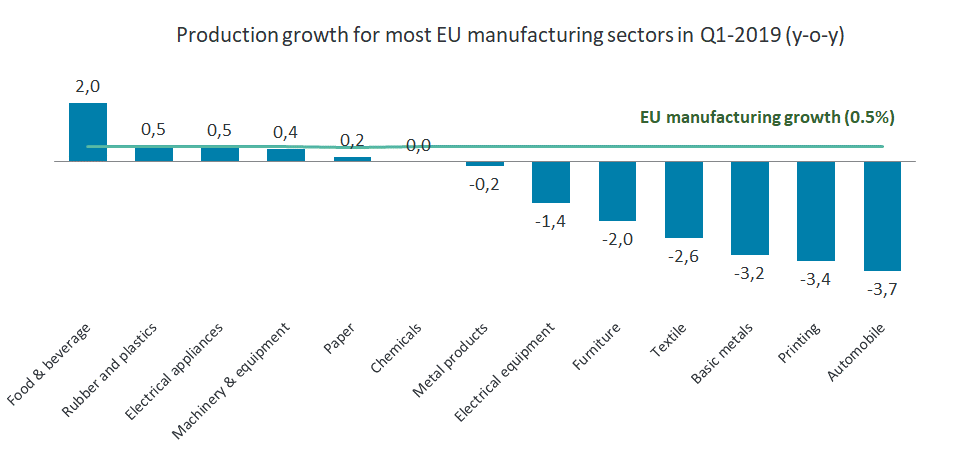 Production growth for most EU manufacturing sectors in Q1-2019 (y-o-y)
EU manufacturing growth (0.5%)
2,0
0,5
0,5
0,4
0,2
0,0
-0,2
-1,4
-2,0
-2,6
-3,2
-3,4
-3,7
Food & beverage
Rubber and plastics
Electrical appliances
Machinery & equipment
Paper
Chemicals
Metal products
Electrical equipment
Furniture
Textile
Basic metals
Printing
Automobile